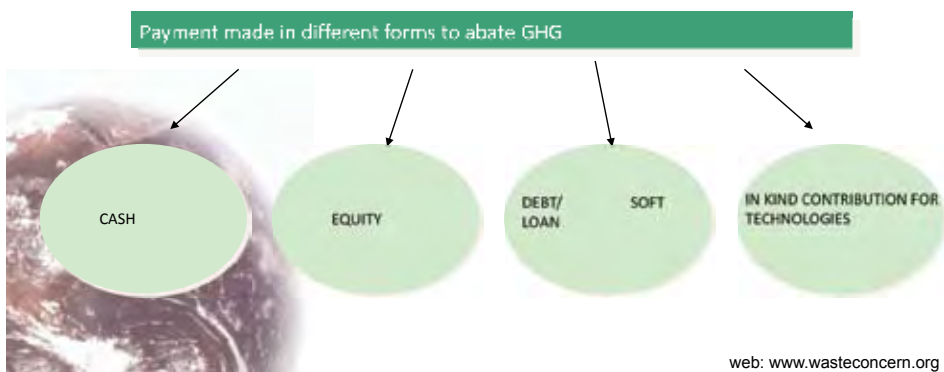 Payment made in different forms to abate GHG
CASH
EQUITY
DEBT/ SOFT
LOAN
IN KIND CONTRIBUTION FOR
TECHNOLOGIES
web: www.wasteconcern.org